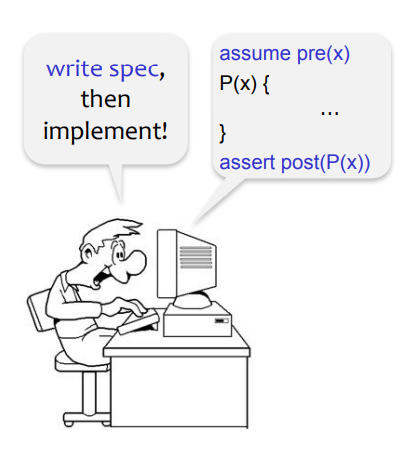 write spec,
then
implement!
assume pre(x)
P(x) {
...
}
assert post(P(x))